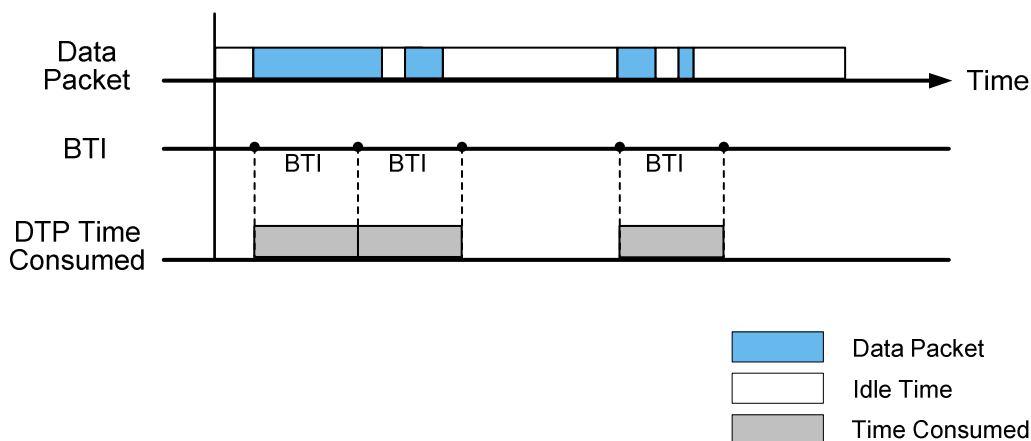 Data
Packet
Time
BTI
BTI
BTI
BTI
DTP Time
Consumed
Data Packet
Idle Time
Time Consumed